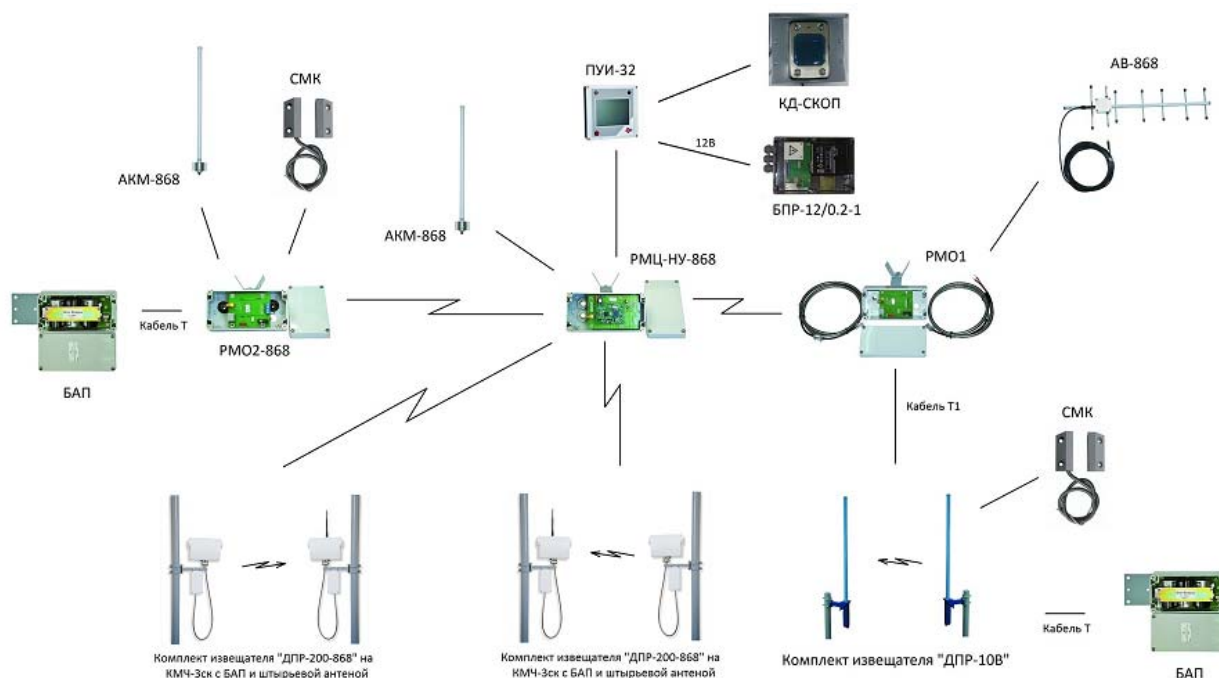 ПУИ-32
КД-СКОП
АВ-868
СМК
12В
АКМ-868
БПР-12/0.2-1
АКМ-868
РМЦ-НУ-868
РМО1
Кабель Т
РМО2-868
БАП
Кабель Т1
СМК
Комплект извещателя "ДПР-200-868" на
КМЧ-3ск с БАП и штырьевой антеной
Комплект извещателя "ДПР-200-868" на
КМЧ-3ск с БАП и штырьевой антеной
Комплект извещателя "ДПР-10В"
Кабель Т
БАП